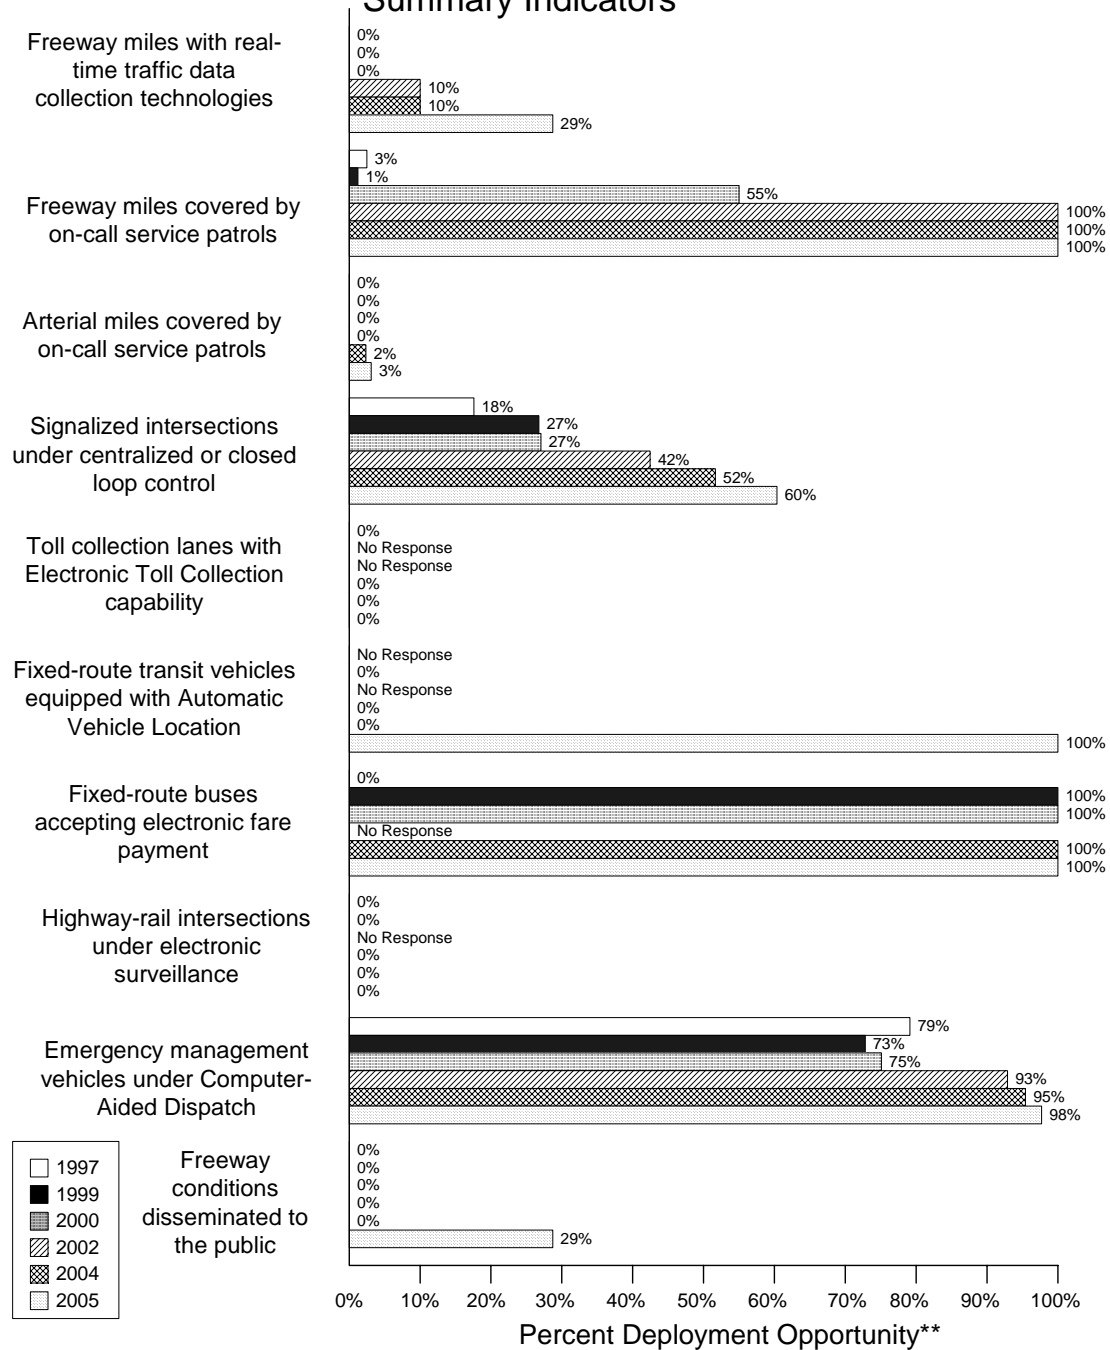 Summary Indicators
Freeway miles with real-
time traffic data
collection technologies
0%
0%
0%
10%
10%
29%
Freeway miles covered by
on-call service patrols
3%
1%
55%
100%
100%
100%
Arterial miles covered by
on-call service patrols
0%
0%
0%
0%
2%
3%
Signalized intersections
under centralized or closed
loop control
18%
27%
27%
42%
52%
60%
Toll collection lanes with
Electronic Toll Collection
capability
0%
No Response
No Response
0%
0%
0%
Fixed-route transit vehicles
equipped with Automatic
Vehicle Location
No Response
0%
No Response
0%
0%
100%
Fixed-route buses
accepting electronic fare
payment
0%
100%
100%
No Response
100%
100%
Highway-rail intersections
under electronic
surveillance
0%
0%
No Response
0%
0%
0%
Emergency management
vehicles under Computer-
Aided Dispatch
79%
73%
75%
93%
95%
98%
Freeway
conditions
disseminated to
the public
0%
0%
0%
0%
0%
29%
1997
1999
2000
2002
2004
2005
0% 10% 20% 30% 40% 50% 60% 70% 80% 90% 100%
Percent Deployment Opportunity**